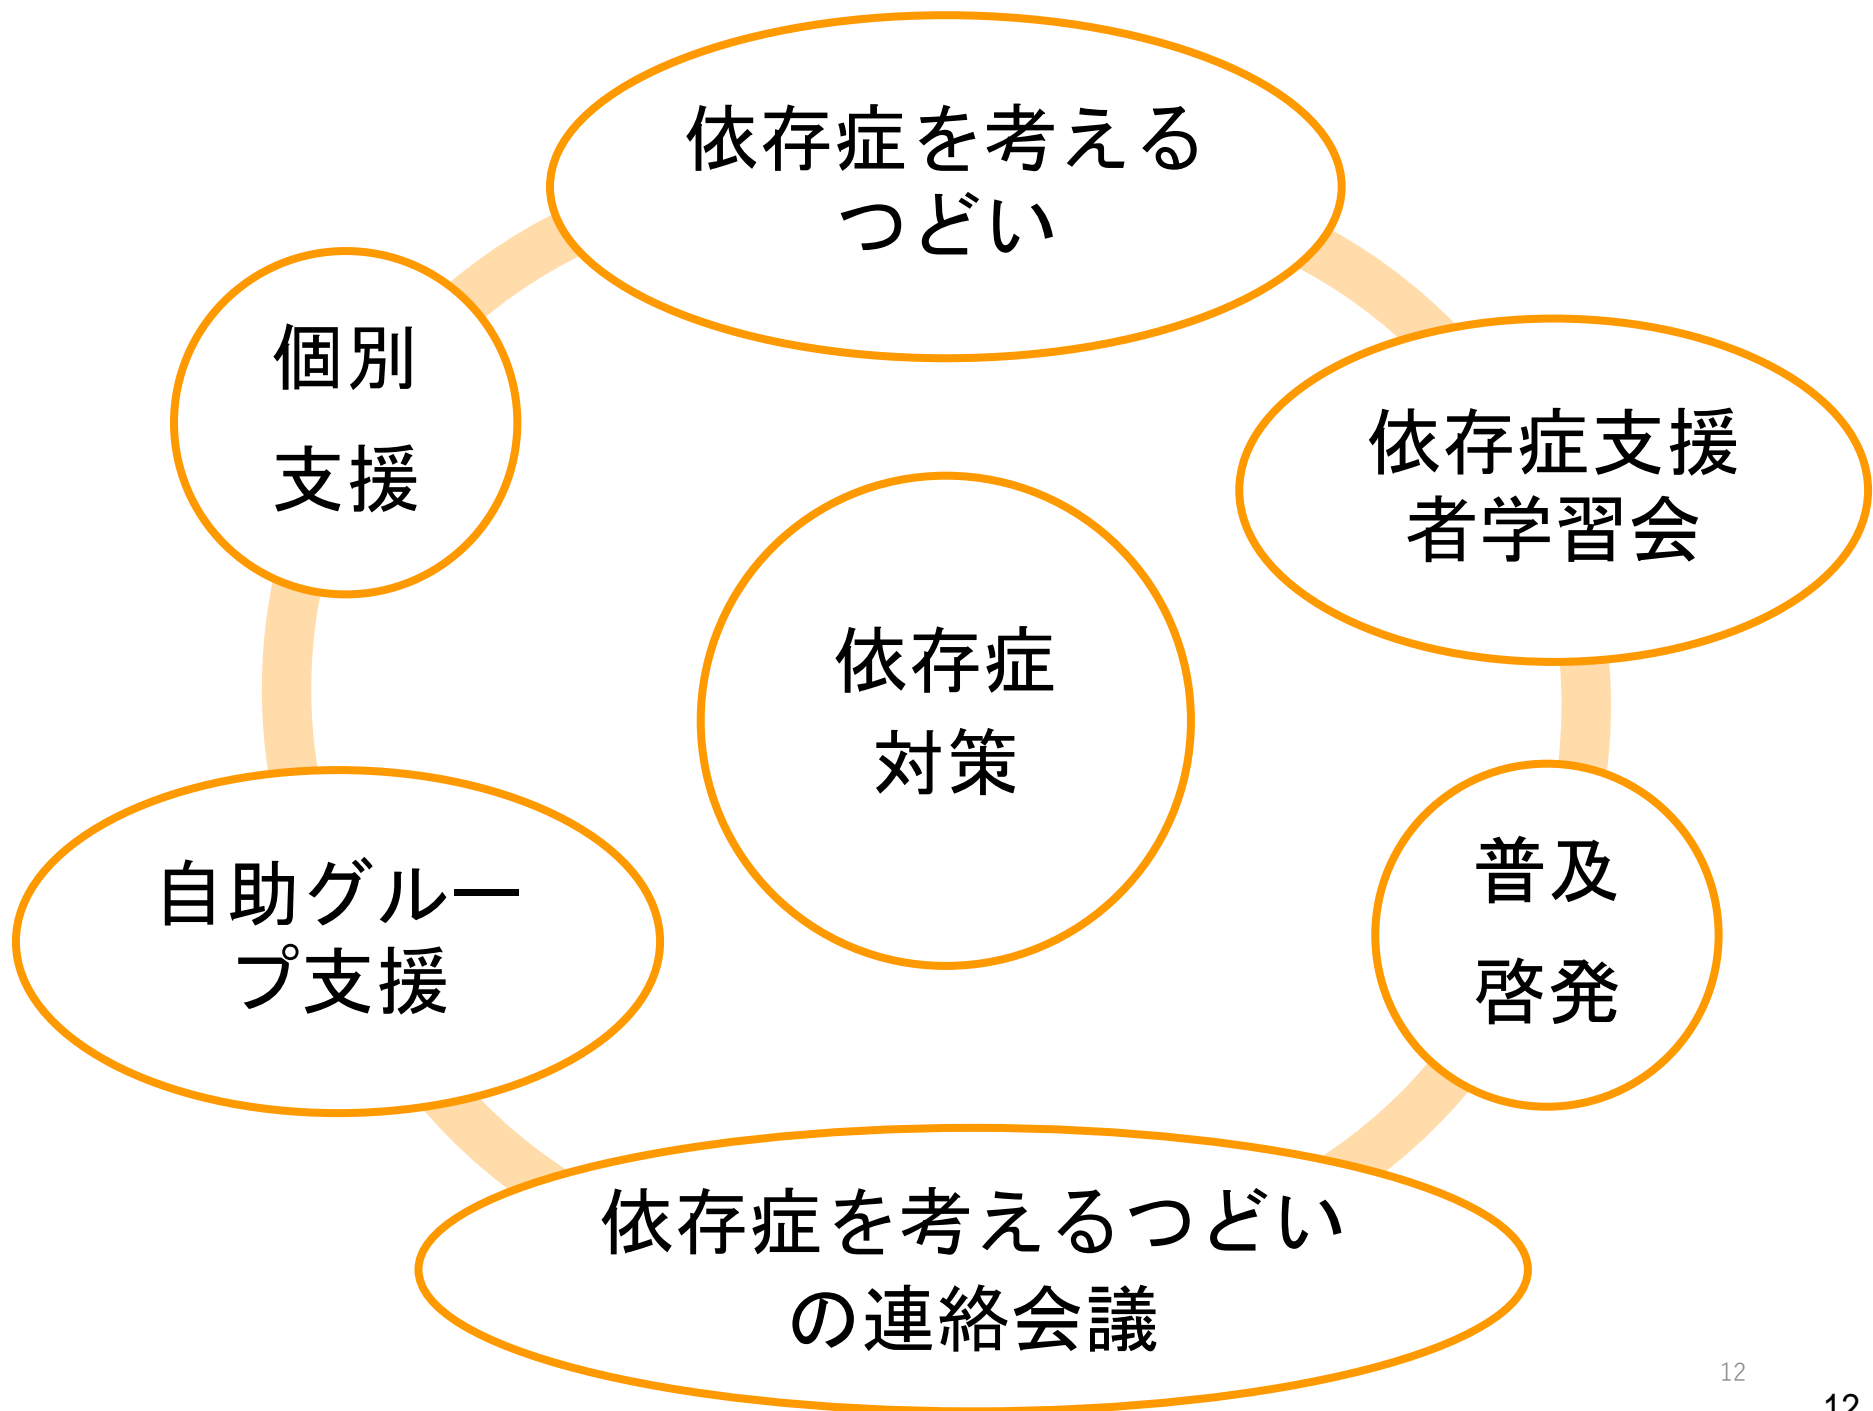 依存症を考える
つどい
依存症支援
者学習会
普及
啓発
依存症を考えるつどい
の連絡会議
自助グルー
プ支援
個別
支援
依存症
対策
12
12